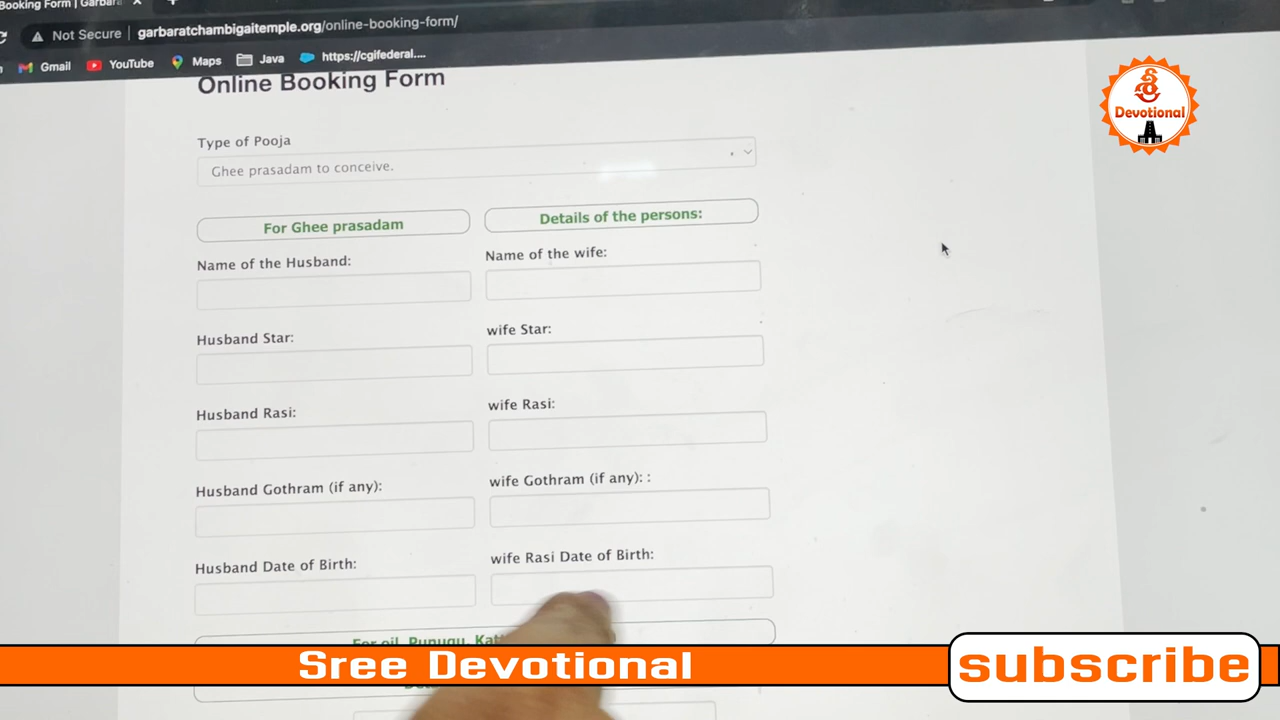 Booking Form | Garbara
Not Secure | garbaratchambigaitemple.org/online-booking-form/
Gmail YouTube Maps Java https://cgifederal....
Online Booking Form
Type of Pooja
Ghee prasadam to conceive.
For Ghee prasadam Details of the persons:
Name of the Husband: Name of the wife:
Husband Star: wife Star:
Husband Rasi: wife Rasi:
Husband Gothram (if any): wife Gothram (if any): :
Husband Date of Birth: wife Rasi Date of Birth:
For oil, Punugu,
ஸ்ரீ
Devotional
Sree Devotional
subscribe